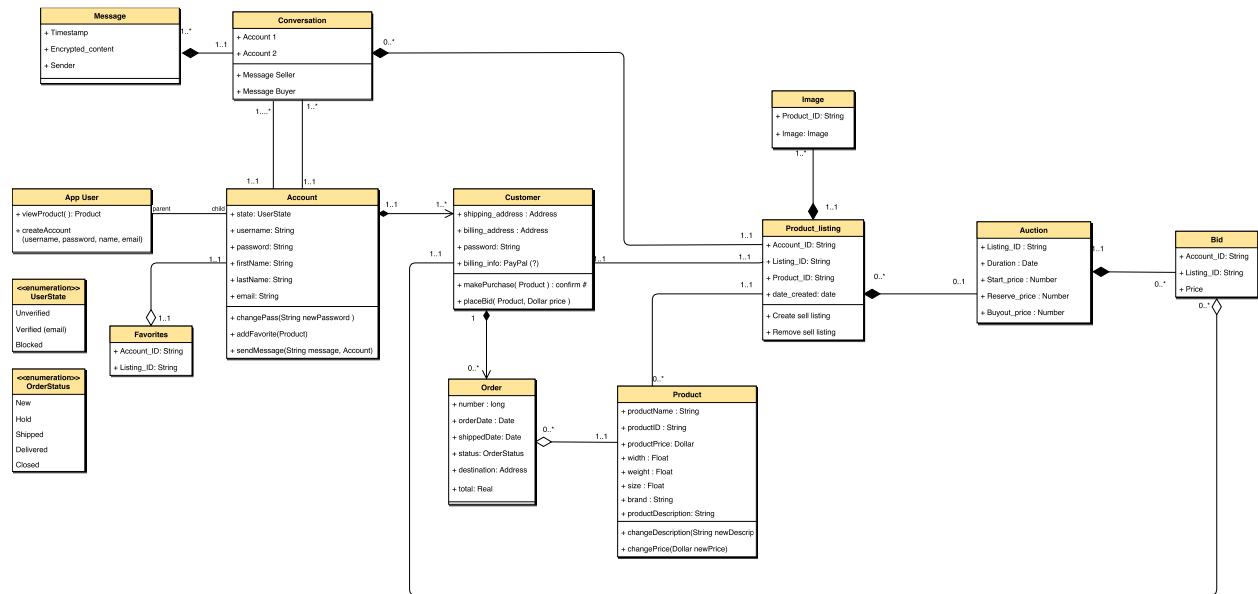 Message
+ Timestamp
+ Encrypted_content
+ Sender
1..*
1..1
Conversation
+ Account 1
+ Account 2
+ Message Seller
+ Message Buyer
0..*
1....*
1..*
1..1
1..1
Image
+ Product_ID: String
+ Image: Image
1..*
1..1
App User
+ viewProduct( ): Product
+ createAccount
(username, password, name, email)
parent
child
Account
+ state: UserState
+ username: String
+ password: String
+ firstName: String
+ lastName: String
+ email: String
+ changePass(String newPassword )
+ addFavorite(Product)
+ sendMessage(String message, Account)
1..1
1..*
1..1
1..1
Customer
+ shipping_address : Address
+ billing_address : Address
+ password: String
+ billing_info: PayPal (?)
+ makePurchase( Product ) : confirm #
+ placeBid( Product, Dollar price )
1..1
1..1
1
0..*
Product_listing
+ Account_ID: String
+ Listing_ID: String
+ Product_ID: String
+ date_created: date
+ Create sell listing
+ Remove sell listing
1..1
1..1
1..1
0..*
0..1
Auction
+ Listing_ID : String
+ Duration : Date
+ Start_price : Number
+ Reserve_price : Number
+ Buyout_price : Number
1..1
0..*
Bid
+ Account_ID: String
+ Listing_ID: String
+ Price
0..*
<<enumeration>>
UserState
Unverified
Verified (email)
Blocked
Favorites
+ Account_ID: String
+ Listing_ID: String
<<enumeration>>
OrderStatus
New
Hold
Shipped
Delivered
Closed
Order
+ number : long
+ orderDate : Date
+ shippedDate: Date
+ status: OrderStatus
+ destination: Address
+ total: Real
0..*
1..1
0..*
Product
+ productName : String
+ productID : String
+ productPrice: Dollar
+ width : Float
+ weight : Float
+ size : Float
+ brand : String
+ productDescription: String
+ changeDescription(String newDescrip
+ changePrice(Dollar newPrice)